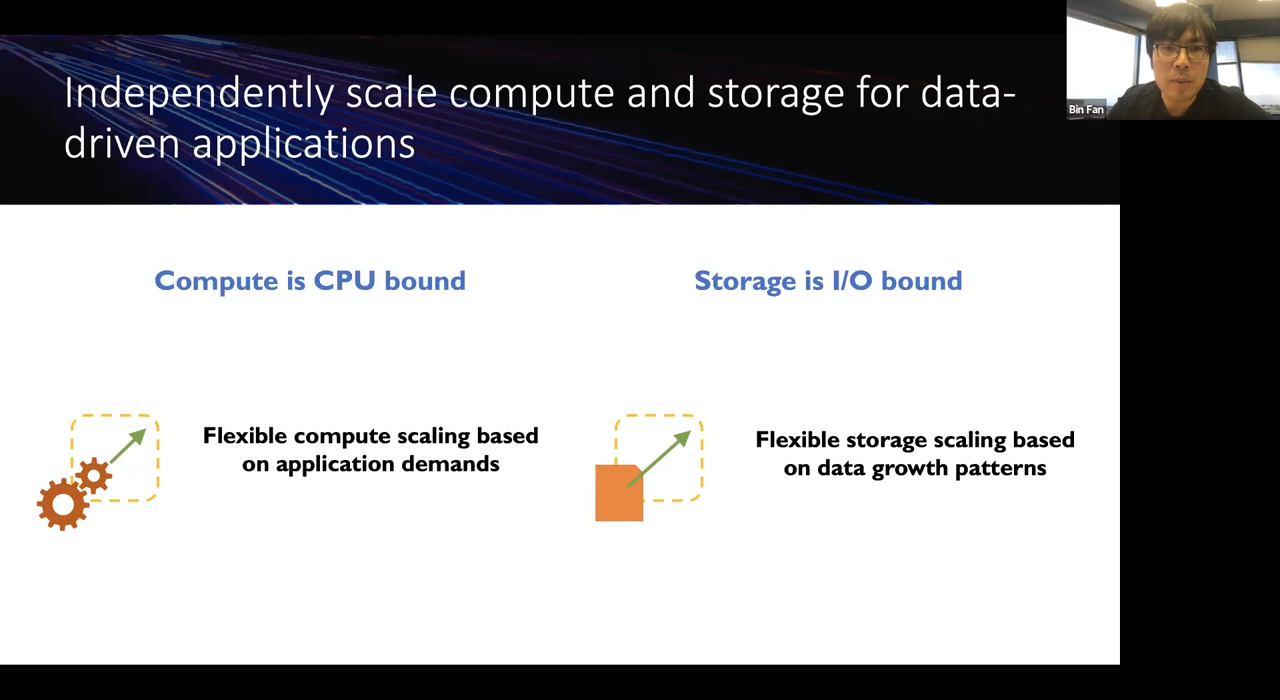 Independently scale compute and storage for data-
driven applications
Bin Fan
Compute is CPU bound
Storage is I/O bound
Flexible compute scaling based
on application demands
Flexible storage scaling based
on data growth patterns